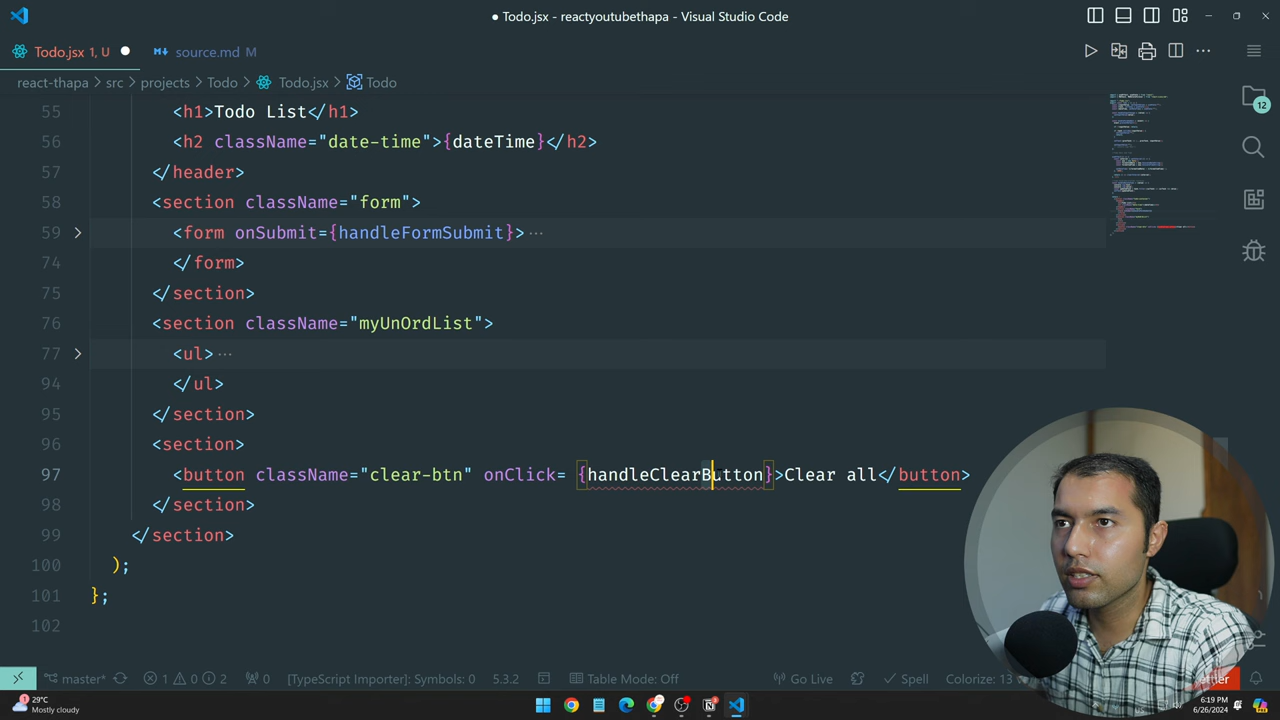 ● Todo.jsx - reactyoutubethapa - Visual Studio Code
Todo.jsx 1, U ● source.md M
react-thapa > src > projects > Todo > Todo.jsx > Todo
12
55 <h1>Todo List</h1>
56 <h2 className="date-time">{dateTime}</h2>
57 </header>
58 <section className="form">
59 <form onSubmit={handleFormSubmit}>…
74 </form>
75 </section>
76 <section className="myUnOrdList">
77 <ul>…
94 </ul>
95 </section>
96 <section>
97 <button className="clear-btn" onClick= {handleClearButton}>Clear all</button>
98 </section>
99 </section>
100 );
101 };
102
master* 1 0 2 0 [TypeScript Importer]: Symbols: 0 5.3.2 Table Mode: Off Go Live Spell Colorize: 13
29°C
Mostly cloudy
6:19 PM
6/26/2024